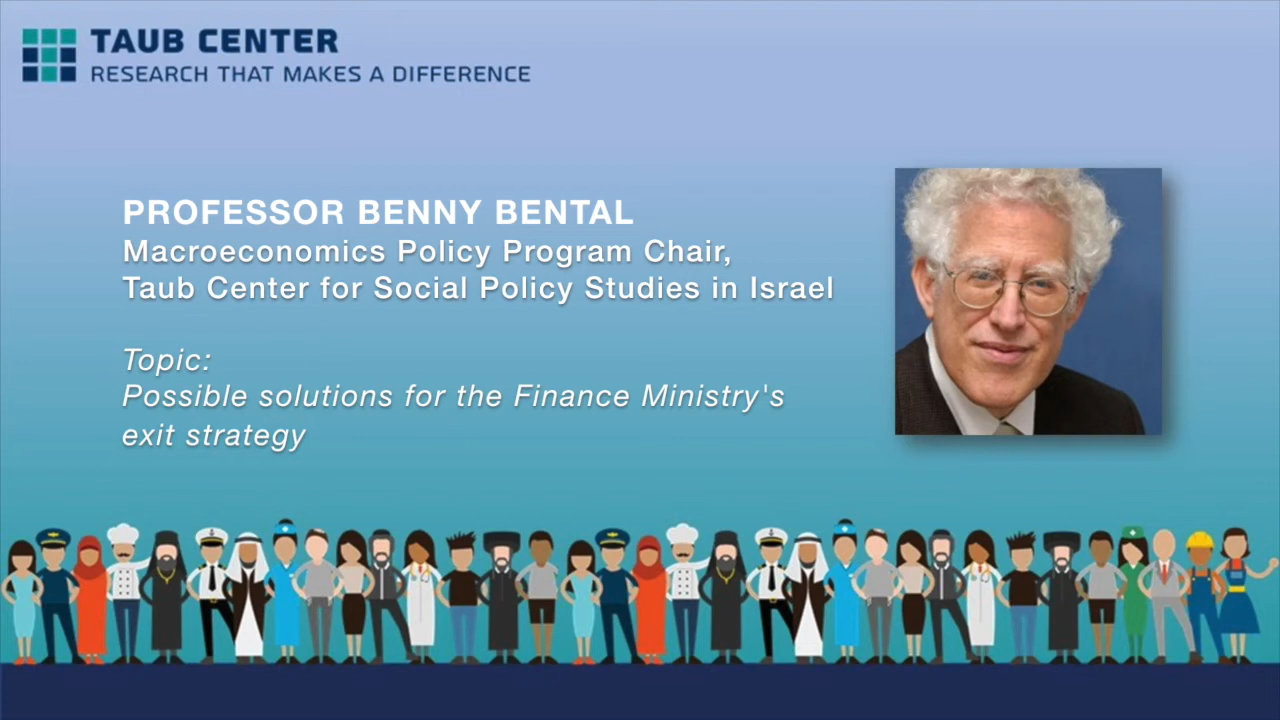 TAUB CENTER
RESEARCH THAT MAKES A DIFFERENCE
PROFESSOR BENNY BENTAL
Macroeconomics Policy Program Chair,
Taub Center for Social Policy Studies in Israel
Topic:
Possible solutions for the Finance Ministry's
exit strategy